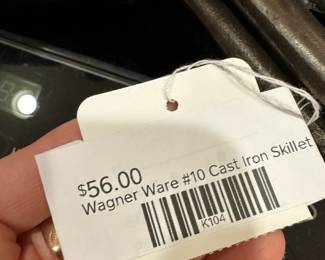 $56.00
Wagner Ware #10 Cast Iron Skillet
K104